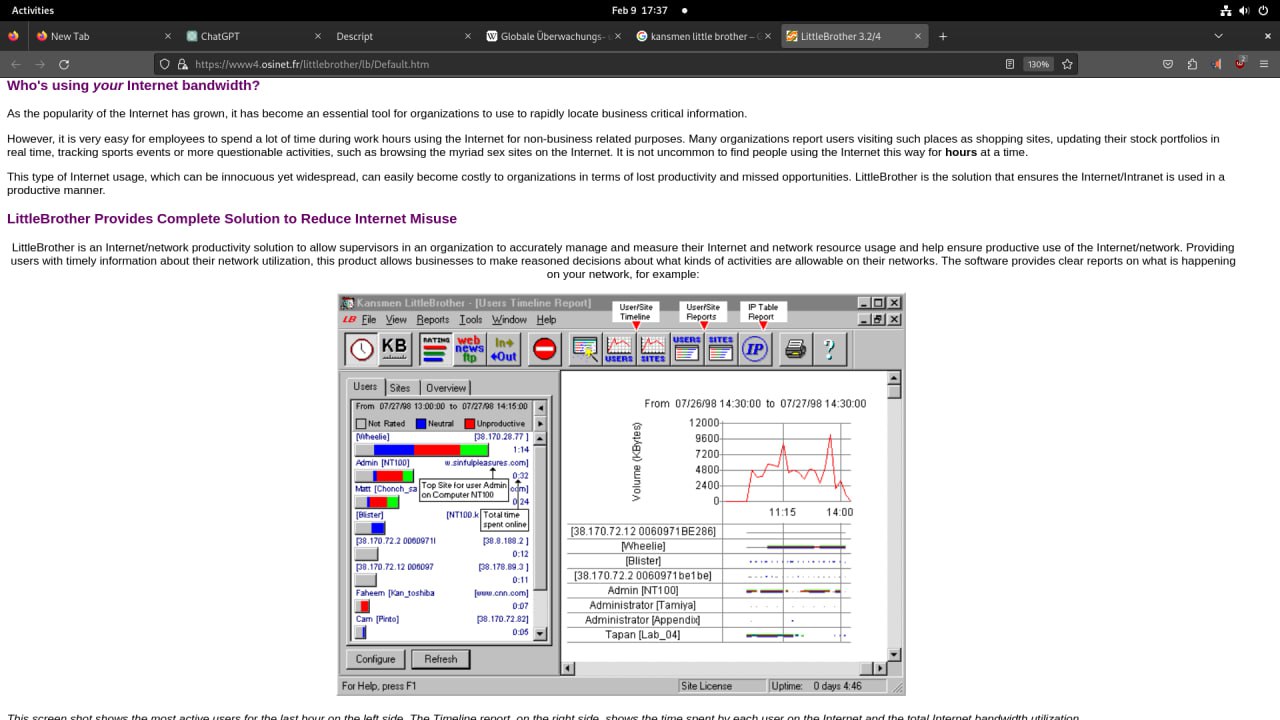 Activities
Feb 9 17:37
New Tab
ChatGPT
Descript
Globale Überwachungs-
kansmen little brother – G
LittleBrother 3.2/4
https://www4.osinet.fr/littlebrother/lb/Default.htm
130%
Who's using your Internet bandwidth?
As the popularity of the Internet has grown, it has become an essential tool for organizations to use to rapidly locate business critical information.
However, it is very easy for employees to spend a lot of time during work hours using the Internet for non-business related purposes. Many organizations report users visiting such places as shopping sites, updating their stock portfolios in
real time, tracking sports events or more questionable activities, such as browsing the myriad sex sites on the Internet. It is not uncommon to find people using the Internet this way for hours at a time.
This type of Internet usage, which can be innocuous yet widespread, can easily become costly to organizations in terms of lost productivity and missed opportunities. LittleBrother is the solution that ensures the Internet/Intranet is used in a
productive manner.
LittleBrother Provides Complete Solution to Reduce Internet Misuse
LittleBrother is an Internet/network productivity solution to allow supervisors in an organization to accurately manage and measure their Internet and network resource usage and help ensure productive use of the Internet/network. Providing
users with timely information about their network utilization, this product allows businesses to make reasoned decisions about what kinds of activities are allowable on their networks. The software provides clear reports on what is happening
on your network, for example:
Kansmen LittleBrother - [Users Timeline Report]
LB File View Reports Tools Window Help
User/Site Timeline
User/Site Reports
IP Table Report
KB
RATING
web news ftp
In Out
USERS
SITES
USERS
SITES
IP
?
Users Sites Overview
From 07/27/98 13:00:00 to 07/27/98 14:15:00
Not Rated Neutral Unproductive
[Wheelie] [38.170.28.77 ]
1:14
Admin [NT100] w.sinfulpleasures.com]
0:32
Matt [Chonch_sa com]
0:24
Top Site for user Admin
on Computer NT100
[Blister] [NT100.k
Total time
spent online
[38.170.72.2 0060971l [38.8.188.2 ]
0:12
[38.170.72.12 006097 [38.178.89.3 ]
0:11
Faheem [Kan_toshiba [www.cnn.com]
0:07
Cam [Pinto] [38.170.72.82]
0:05
Configure Refresh
From 07/26/98 14:30:00 to 07/27/98 14:30:00
Volume (KBytes)
12000
9600
7200
4800
2400
0
11:15 14:00
[38.170.72.12 0060971BE286]
[Wheelie]
[Blister]
[38.170.72.2 0060971be1be]
Admin [NT100]
Administrator [Tamiya]
Administrator [Appendix]
Tapan [Lab_04]
For Help, press F1
Site License
Uptime: 0 days 4:46
This screen shot shows the most active users for the last hour on the left side. The Timeline report, on the right side, shows the time spent by each user on the Internet and the total Internet bandwidth utilization